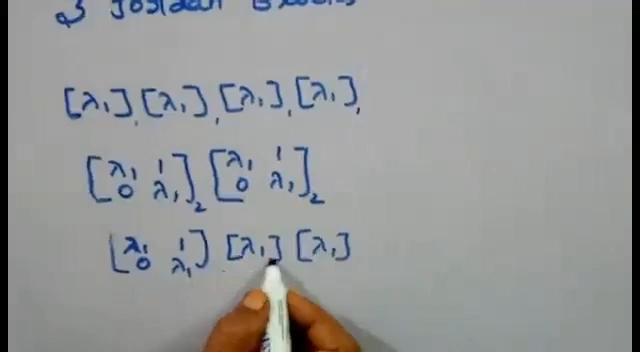 Jordan Blocks
[λ₁], [λ₁], [λ₁], [λ₁],
[λ₁ 1
0 λ₁]₂ [λ₁ 1
0 λ₁]₂
[λ₁ 1
0 λ₁] [λ₁] [λ₁]